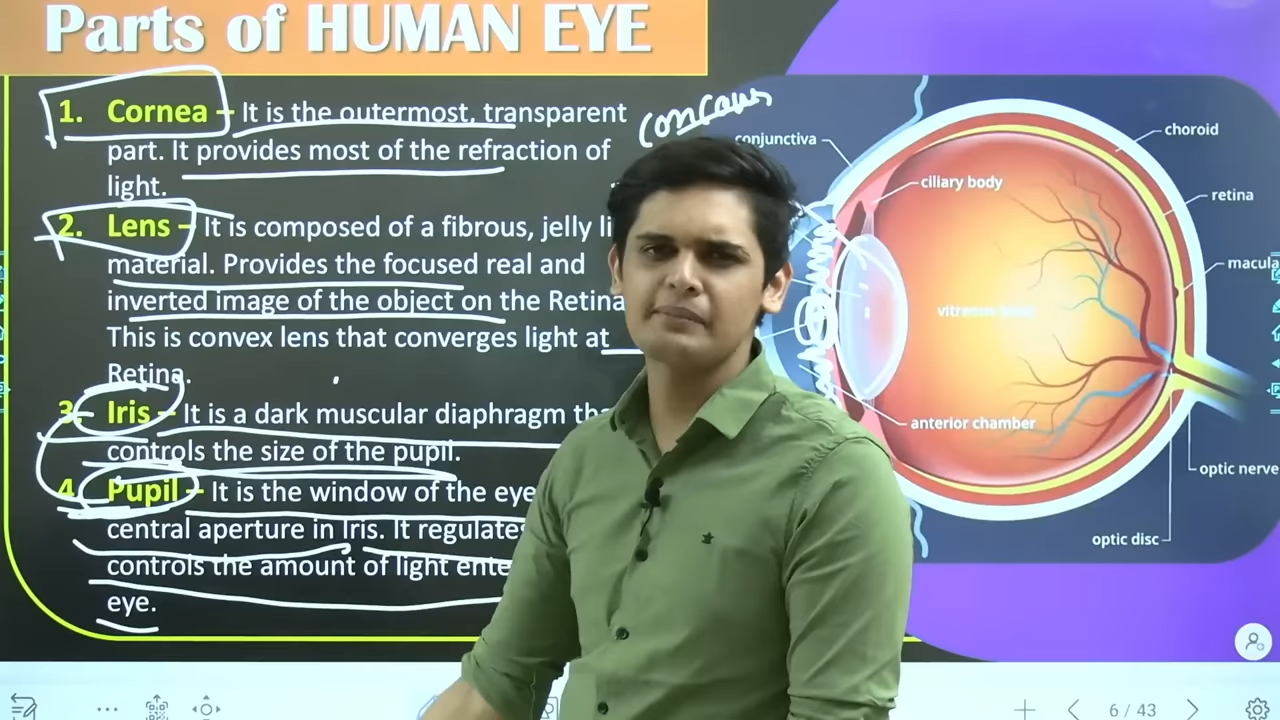 Parts of HUMAN EYE
1. Cornea – It is the outermost, transparent
part. It provides most of the refraction of
light.
2. Lens – It is composed of a fibrous, jelly li
material. Provides the focused real and
inverted image of the object on the Retina
This is convex lens that converges light at
Retina.
3. Iris – It is a dark muscular diaphragm tha
controls the size of the pupil.
4. Pupil – It is the window of the eye
central aperture in Iris. It regulates
controls the amount of light ente
eye.
conjunctiva
choroid
ciliary body
retina
macula
vitreous
anterior chamber
optic nerve
optic disc
6 / 43